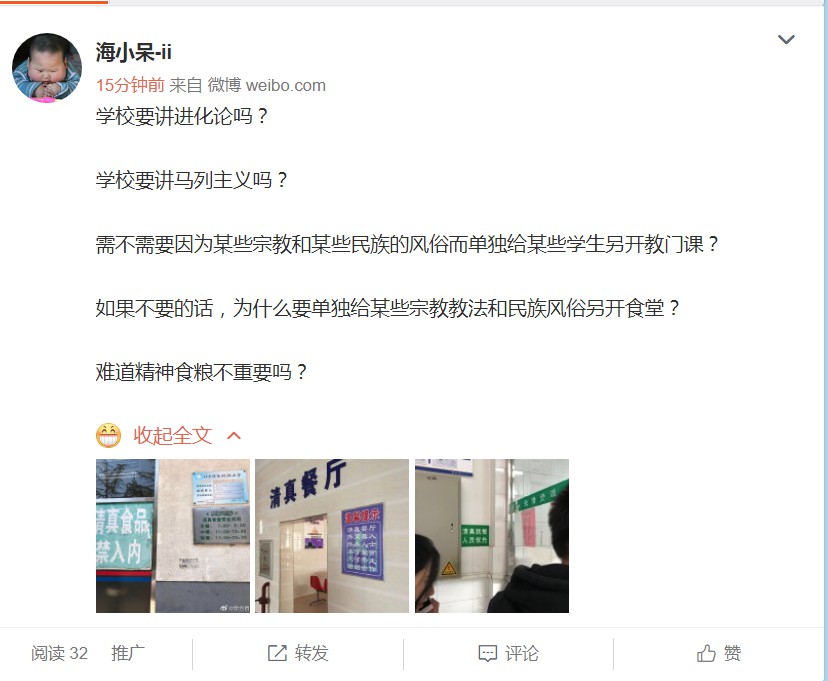 海小呆-ii
15分钟前 来自 微博 weibo.com
学校要讲进化论吗？
学校要讲马列主义吗？
需不需要因为某些宗教和某些民族的风俗而单独给某些学生另开教门课？
如果不要的话，为什么要单独给某些宗教教法和民族风俗另开食堂？
难道精神食粮不重要吗？
收起全文
清真食品
禁入内
清真餐厅
阅读 32
推广
转发
评论
赞